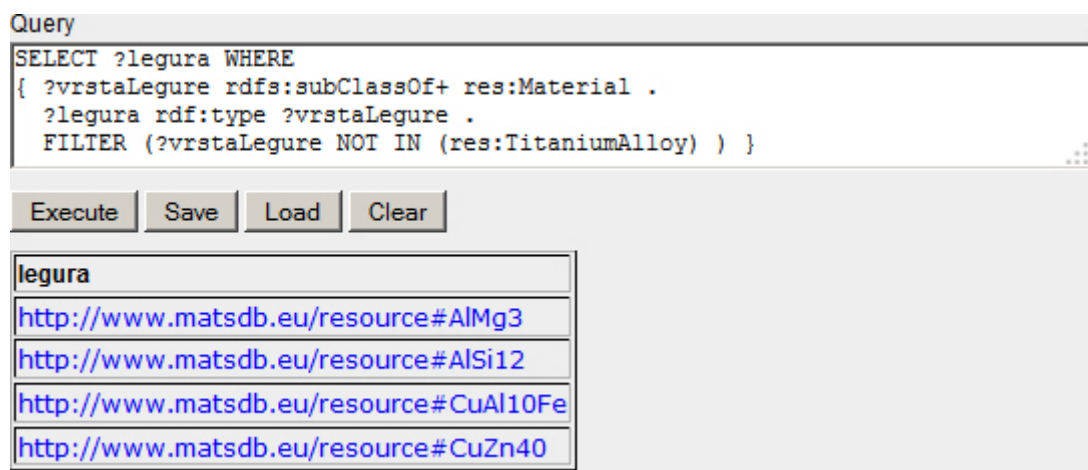 Query
SELECT ?legura WHERE
{ ?vrstaLegure rdfs:subClassOf+ res:Material .
?legura rdf:type ?vrstaLegure .
FILTER (?vrstaLegure NOT IN (res:TitaniumAlloy) ) }
Execute Save Load Clear
legura
http://www.matsdb.eu/resource#AlMg3
http://www.matsdb.eu/resource#AlSi12
http://www.matsdb.eu/resource#CuAl10Fe
http://www.matsdb.eu/resource#CuZn40